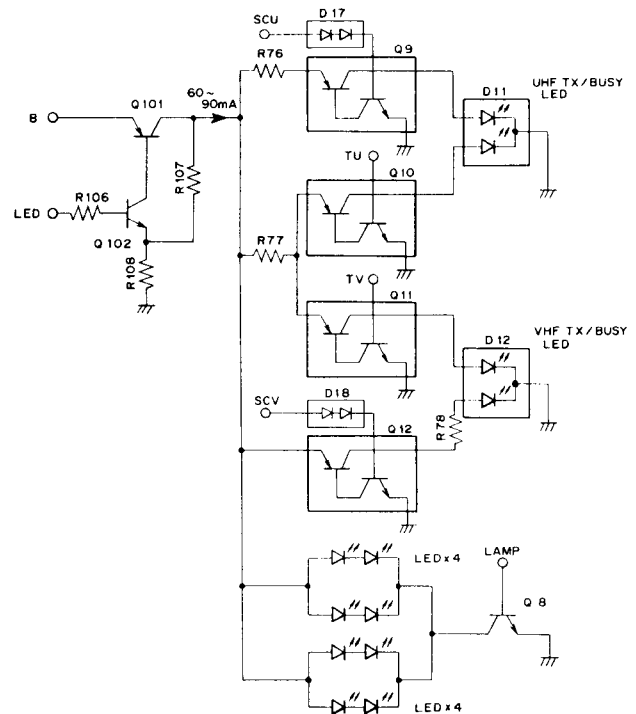 SCU
D17
R76
Q9
D11
UHF TX/BUSY
LED
60~
90mA
Q101
B
R107
TU
Q10
R106
LED
Q102
R77
R108
TV
Q11
VHF TX/BUSY
LED
D12
SCV
D18
Q12
R78
LED×4
LAMP
Q8
LED×4